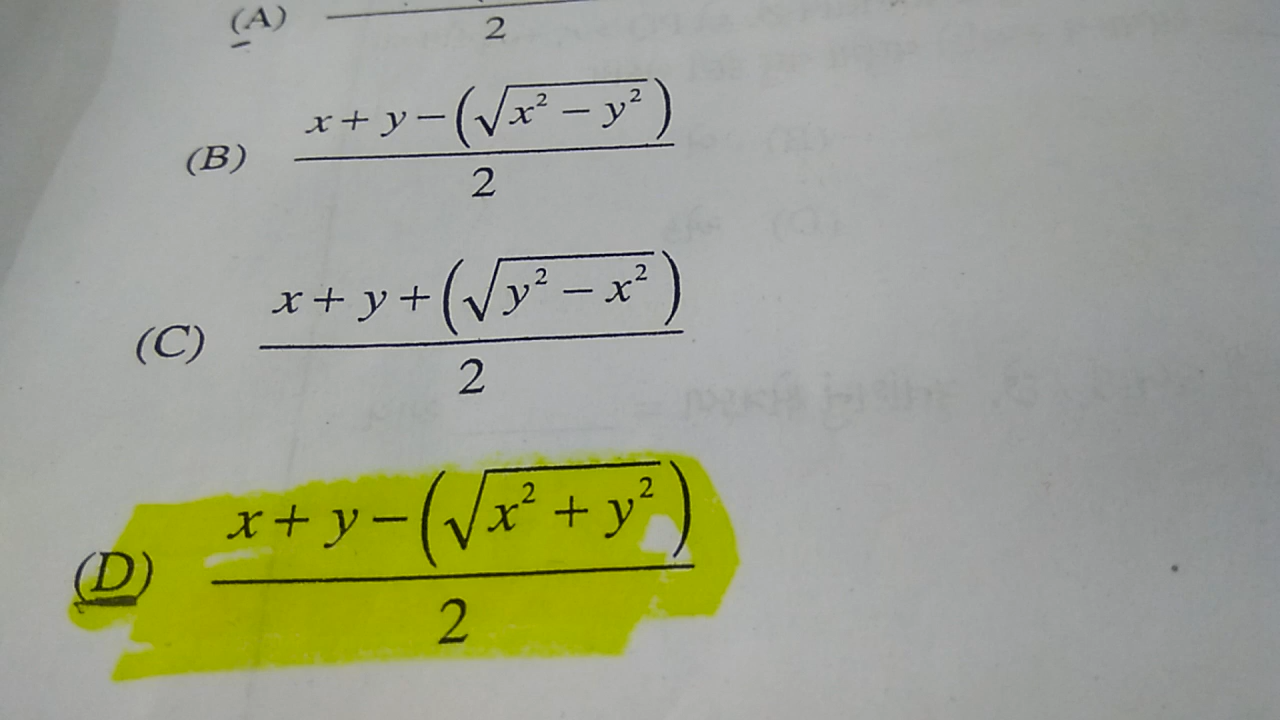 (A) 2
(B) x + y − (√x² − y²) 2
(C) x + y + (√y² − x²) 2
(D) x + y − (√x² + y²) 2